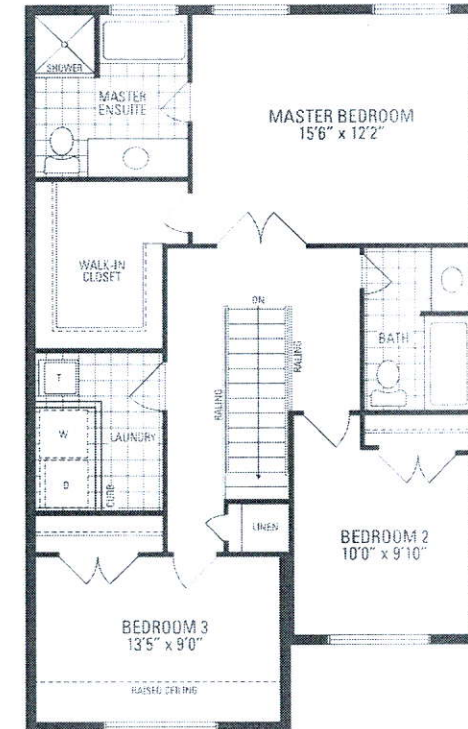 SHOWER
MASTER
ENSUITE
MASTER BEDROOM
15'6" x 12'2"
WALK-IN
CLOSET
DN
RAILING
RAILING
BATH
T
W
D
LAUNDRY
CURB
LINEN
BEDROOM 2
10'0" x 9'10"
BEDROOM 3
13'5" x 9'0"
RAISED CEILING